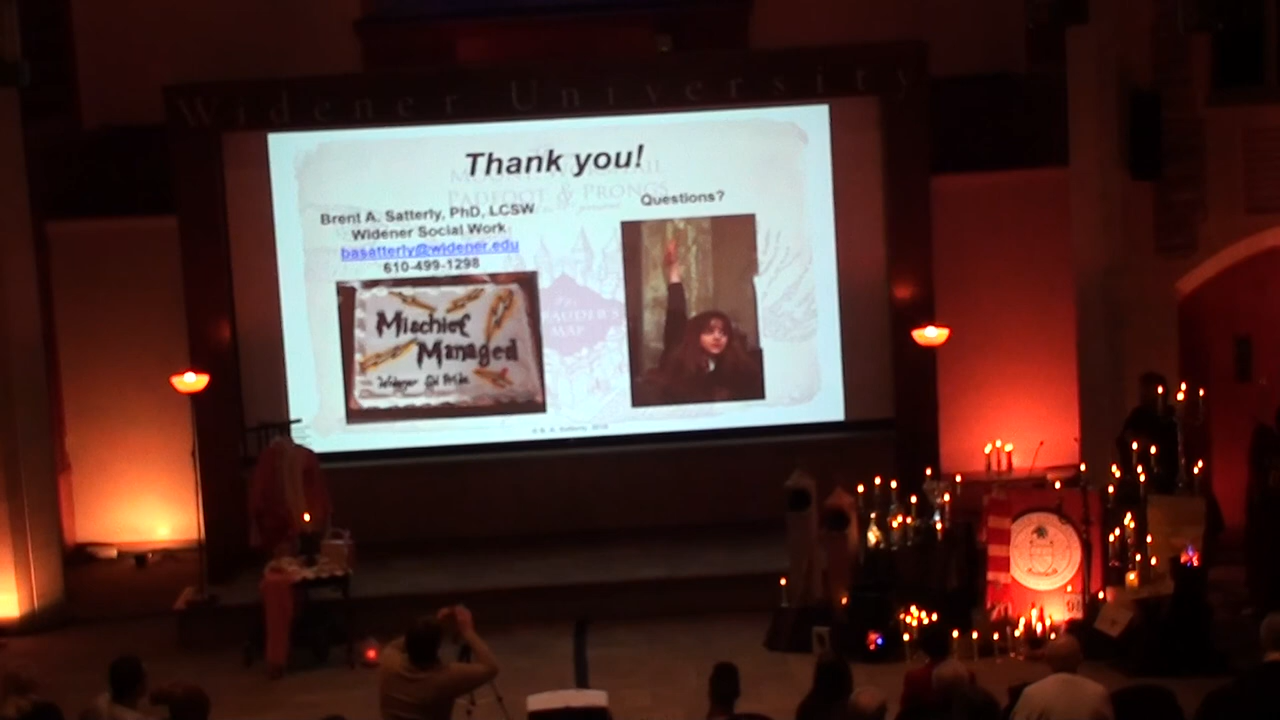 Widener University
Thank you!
PADFOOT & PRONGS
Brent A. Satterly, PhD, LCSW
Widener Social Work
basatterly@widener.edu
610-499-1298
Questions?
Mischief
Managed
MAP